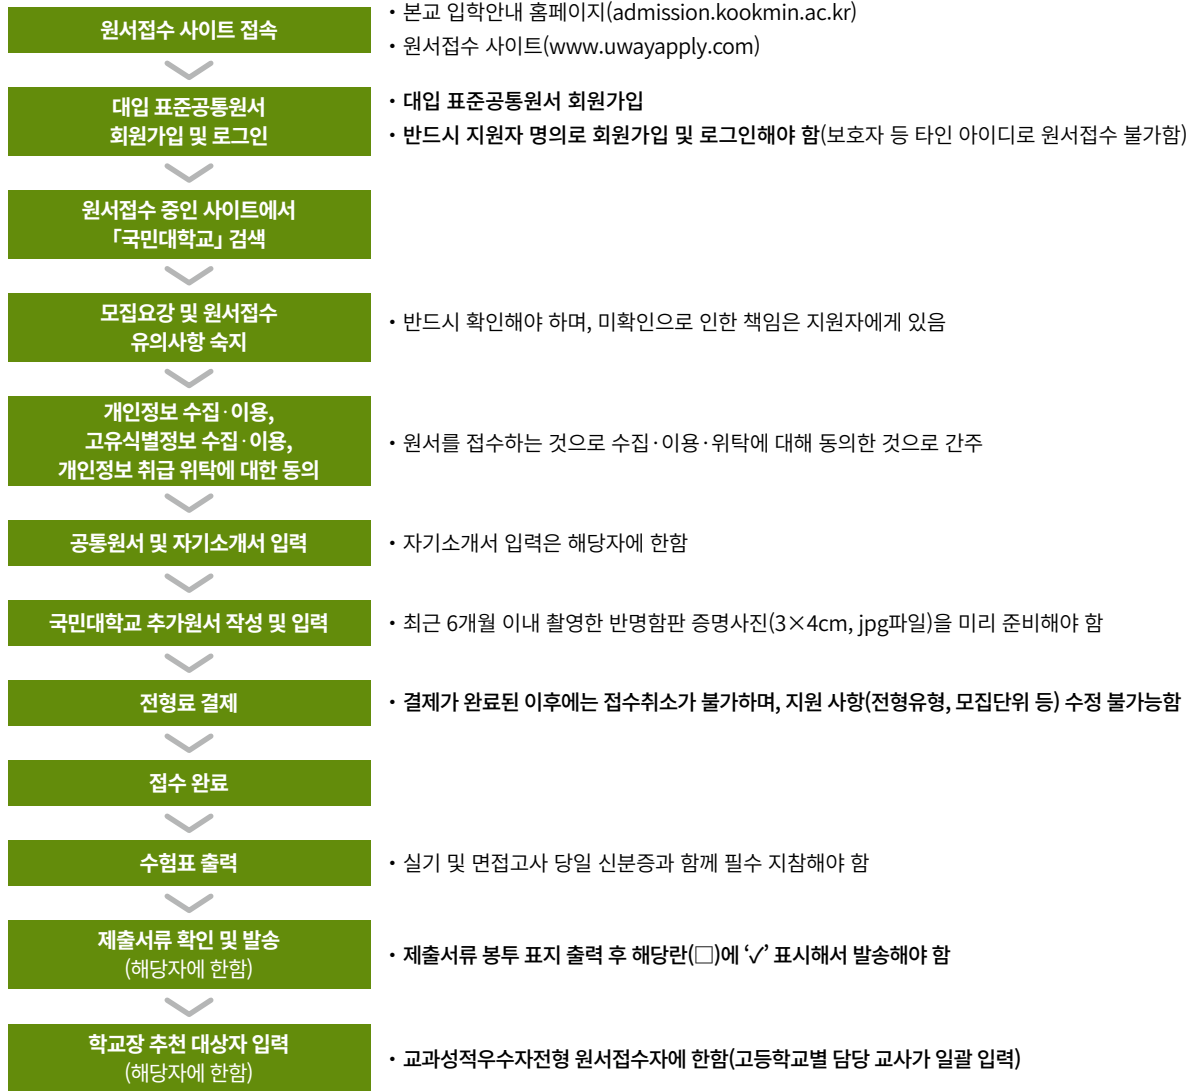 원서접수 사이트 접속
· 본교 입학안내 홈페이지(admission.kookmin.ac.kr)
· 원서접수 사이트(www.uwayapply.com)
대입 표준공통원서
회원가입 및 로그인
· 대입 표준공통원서 회원가입
· 반드시 지원자 명의로 회원가입 및 로그인해야 함(보호자 등 타인 아이디로 원서접수 불가함)
원서접수 중인 사이트에서
「국민대학교」 검색
모집요강 및 원서접수
유의사항 숙지
· 반드시 확인해야 하며, 미확인으로 인한 책임은 지원자에게 있음
개인정보 수집·이용,
고유식별정보 수집·이용,
개인정보 취급 위탁에 대한 동의
· 원서를 접수하는 것으로 수집·이용·위탁에 대해 동의한 것으로 간주
공통원서 및 자기소개서 입력
· 자기소개서 입력은 해당자에 한함
국민대학교 추가원서 작성 및 입력
· 최근 6개월 이내 촬영한 반명함판 증명사진(3×4cm, jpg파일)을 미리 준비해야 함
전형료 결제
· 결제가 완료된 이후에는 접수취소가 불가하며, 지원 사항(전형유형, 모집단위 등) 수정 불가능함
접수 완료
수험표 출력
· 실기 및 면접고사 당일 신분증과 함께 필수 지참해야 함
제출서류 확인 및 발송
(해당자에 한함)
· 제출서류 봉투 표지 출력 후 해당란(□)에 ‘✓’ 표시해서 발송해야 함
학교장 추천 대상자 입력
(해당자에 한함)
· 교과성적우수자전형 원서접수자에 한함(고등학교별 담당 교사가 일괄 입력)